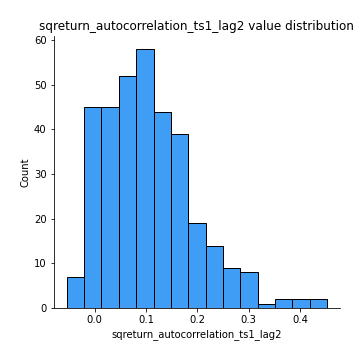 sqreturn_autocorrelation_ts1_lag2 value distribution
60
50
40
30
20
10
0
Count
0.0 0.1 0.2 0.3 0.4
sqreturn_autocorrelation_ts1_lag2